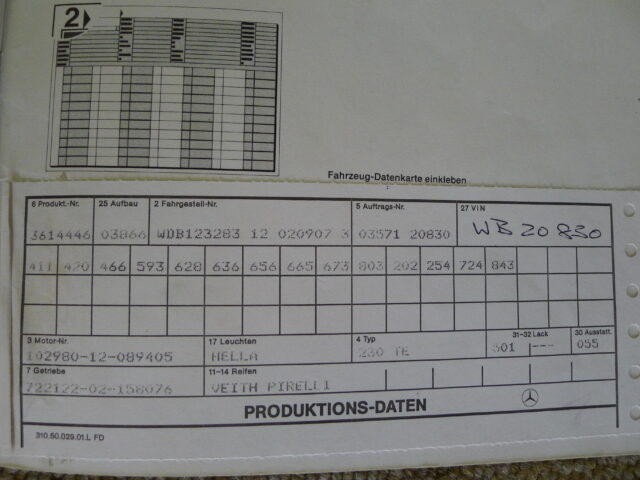 2
Fahrzeug-Datenkarte einkleben
6 Produkt.-Nr. 25 Aufbau 2 Fahrgestell-Nr. 5 Auftrags-Nr. 27 VIN
3614446 03866 WDB123283 12 020907 3 03571 20830 WB 20 830
411 420 466 593 628 636 656 665 673 803 202 254 724 843
3 Motor-Nr. 17 Leuchten 4 Typ 31-32 Lack 30 Ausstatt.
102980-12-089405 HELLA 230 TE 501 --- 055
7 Getriebe 11-14 Reifen
722122-02-158076 VEITH PIRELLI
PRODUKTIONS-DATEN
310.50.029.01.L FD